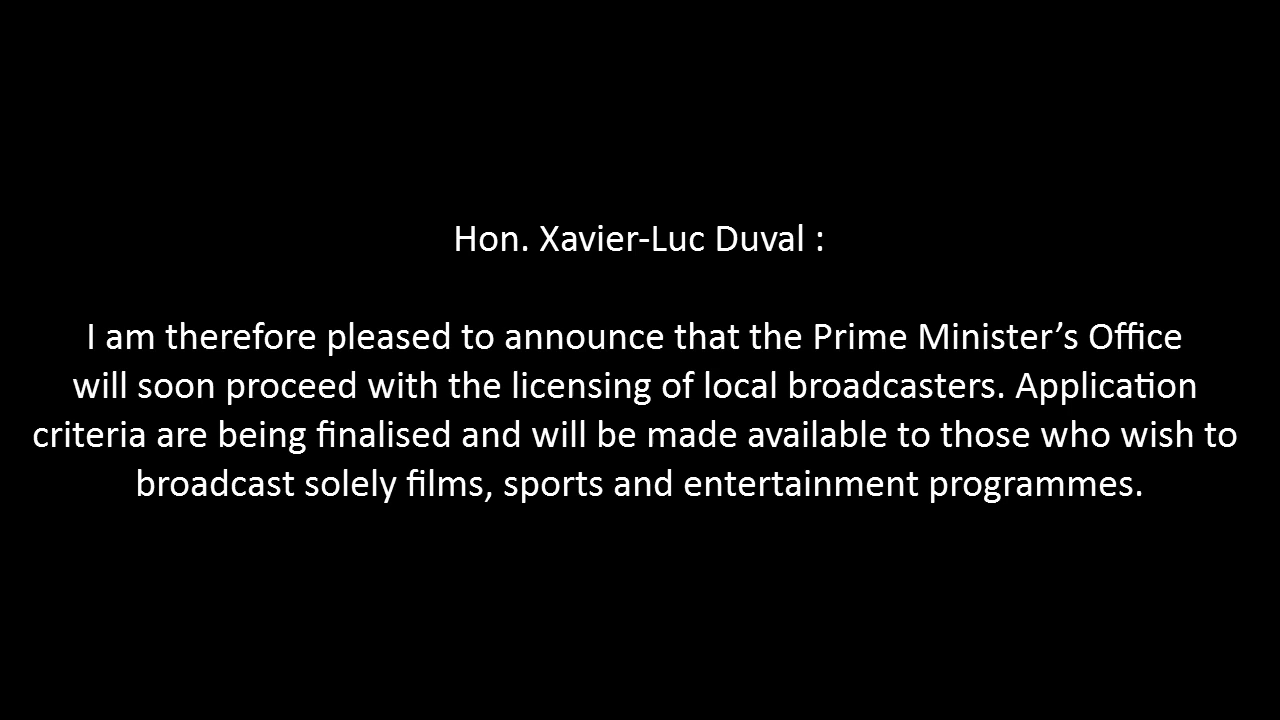 Hon. Xavier-Luc Duval :
I am therefore pleased to announce that the Prime Minister’s Office
will soon proceed with the licensing of local broadcasters. Application
criteria are being finalised and will be made available to those who wish to
broadcast solely films, sports and entertainment programmes.